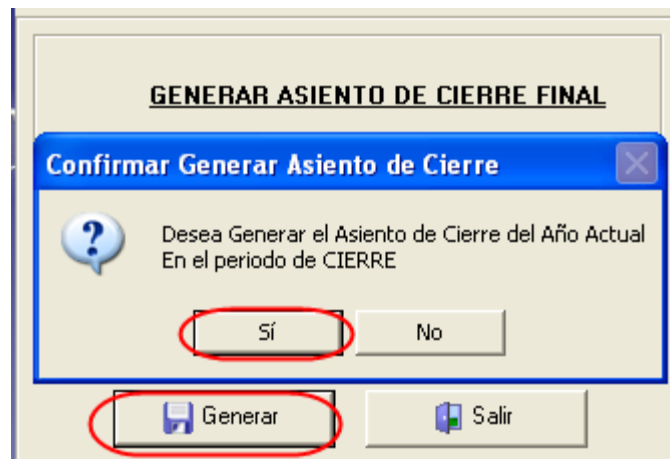 GENERAR ASIENTO DE CIERRE FINAL
Confirmar Generar Asiento de Cierre
Desea Generar el Asiento de Cierre del Año Actual
En el periodo de CIERRE
Sí No
Generar Salir